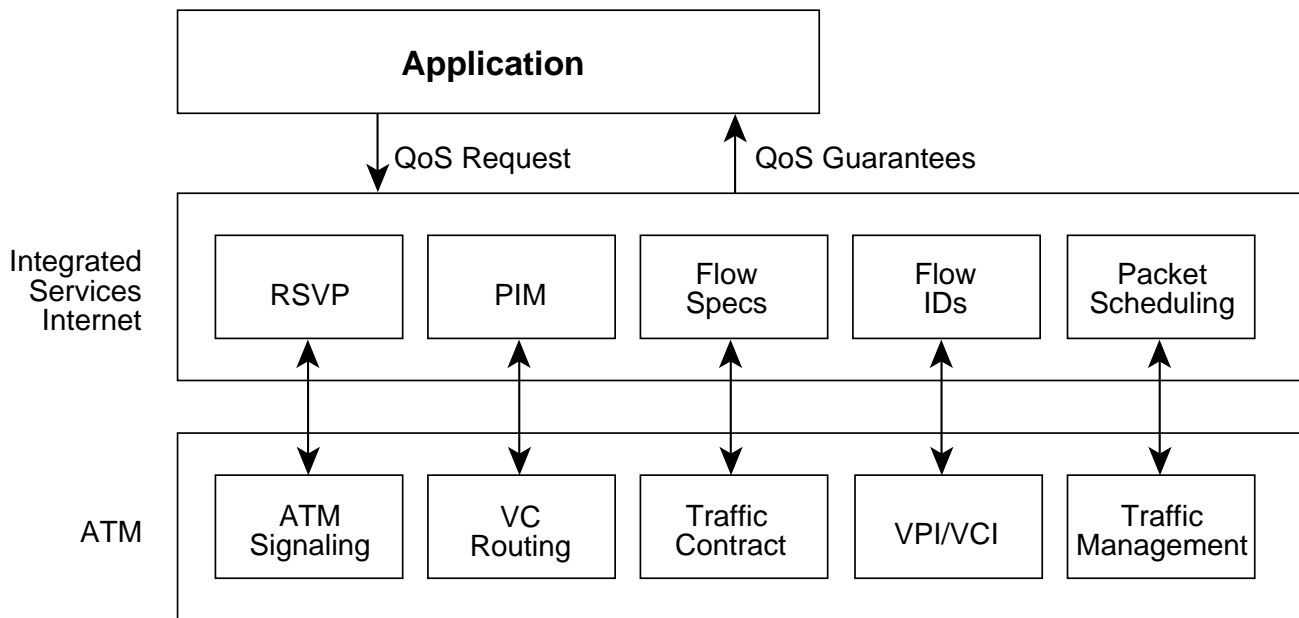 Application
QoS Request
QoS Guarantees
Integrated
Services
Internet
RSVP
PIM
Flow
Specs
Flow
IDs
Packet
Scheduling
ATM
ATM
Signaling
VC
Routing
Traffic
Contract
VPI/VCI
Traffic
Management